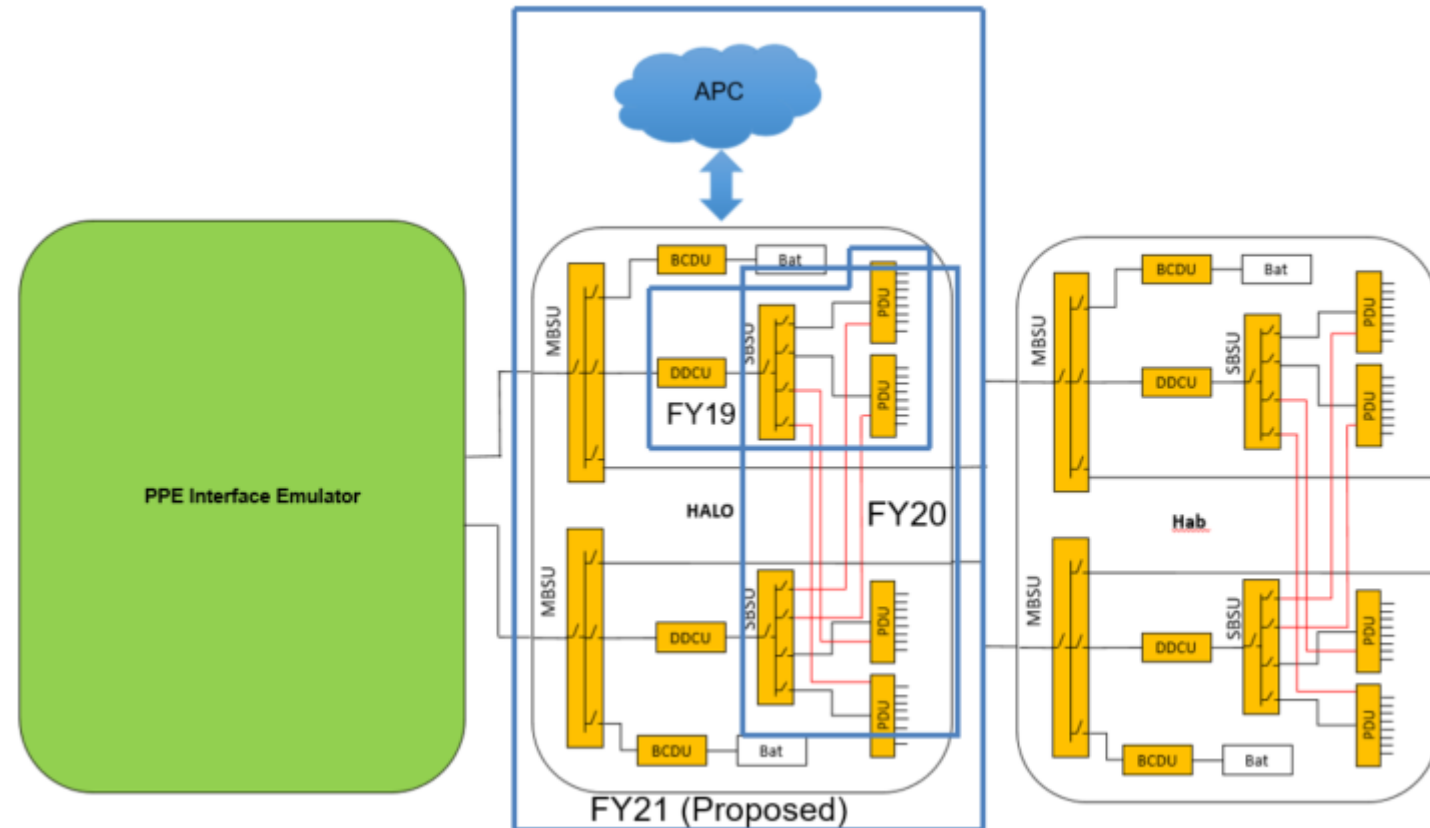 APC
PPE Interface Emulator
MBSU
BCDU
Bat
DDCU
SBSU
PDU
PDU
FY19
HALO
FY20
MBSU
DDCU
SBSU
PDU
PDU
BCDU
Bat
FY21 (Proposed)
MBSU
BCDU
Bat
DDCU
SBSU
PDU
PDU
Hab
MBSU
DDCU
SBSU
PDU
PDU
BCDU
Bat